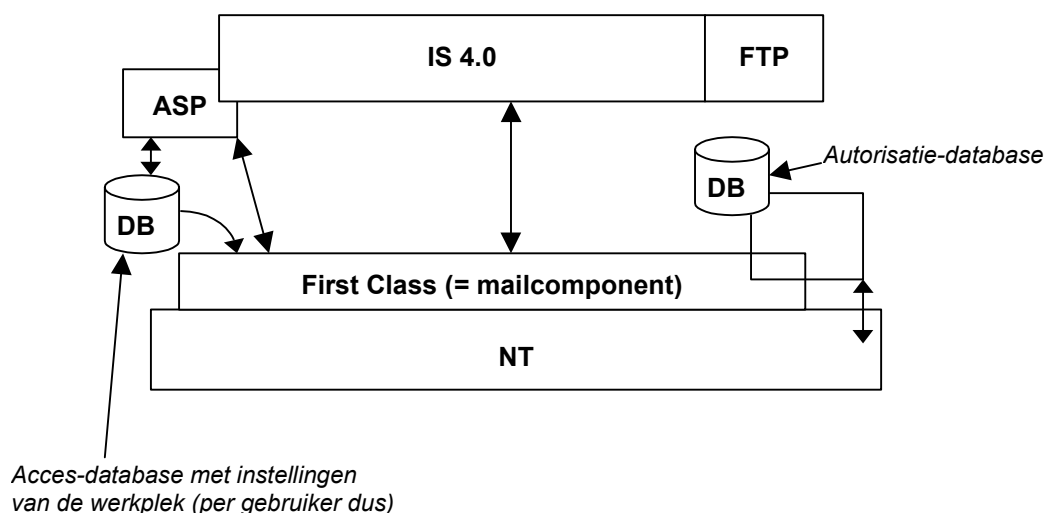 IS 4.0
FTP
ASP
Autorisatie-database
DB
DB
First Class (= mailcomponent)
NT
Acces-database met instellingen
van de werkplek (per gebruiker dus)